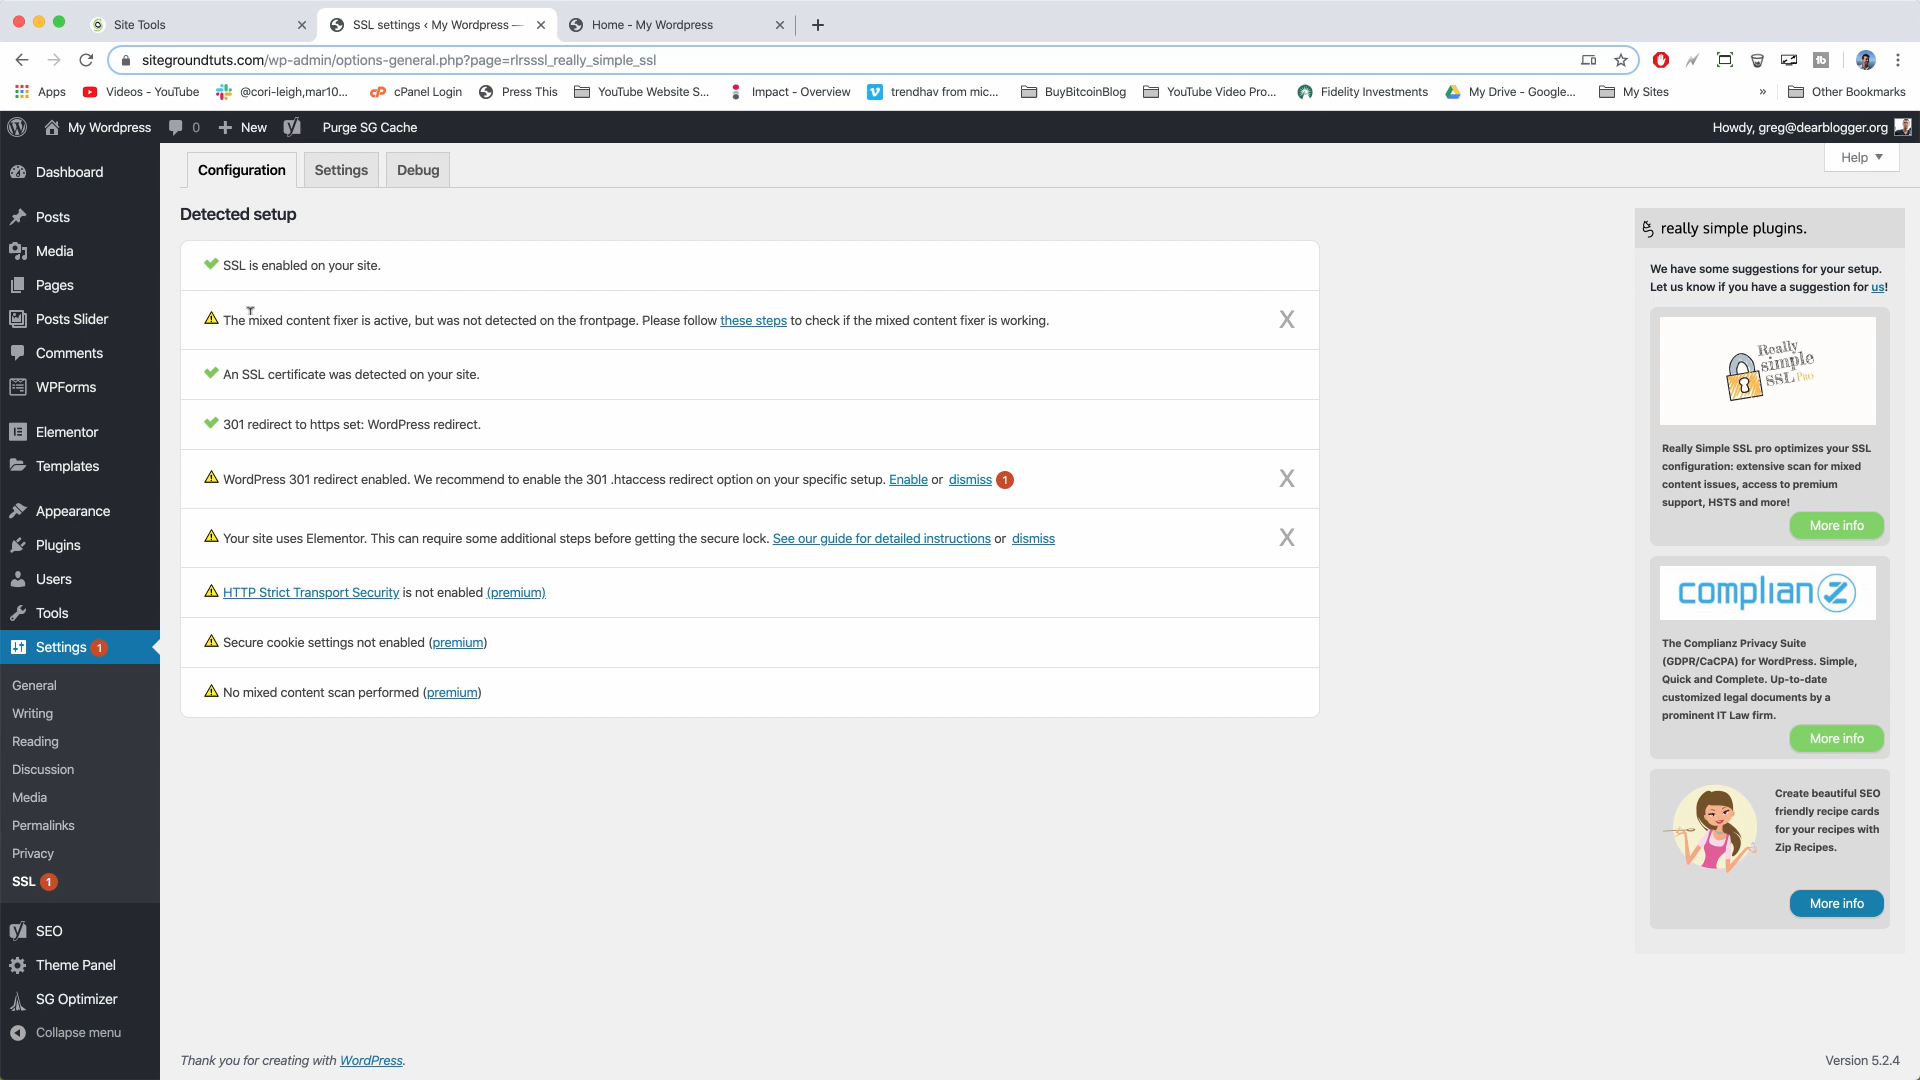 Site Tools
SSL settings ‹ My Wordpress —
Home - My Wordpress
sitegroundtuts.com/wp-admin/options-general.php?page=rlrsssl_really_simple_ssl
Apps
Videos - YouTube
@cori-leigh,mar10...
cPanel Login
Press This
YouTube Website S...
Impact - Overview
trendhav from mic...
BuyBitcoinBlog
YouTube Video Pro...
Fidelity Investments
My Drive - Google...
My Sites
»
Other Bookmarks
My Wordpress
0
New
Purge SG Cache
Howdy, greg@dearblogger.org
Dashboard
Posts
Media
Pages
Posts Slider
Comments
WPForms
Elementor
Templates
Appearance
Plugins
Users
Tools
Settings 1
General
Writing
Reading
Discussion
Media
Permalinks
Privacy
SSL 1
SEO
Theme Panel
SG Optimizer
Collapse menu
Help
Configuration
Settings
Debug
Detected setup
SSL is enabled on your site.
The mixed content fixer is active, but was not detected on the frontpage. Please follow these steps to check if the mixed content fixer is working. X
An SSL certificate was detected on your site.
301 redirect to https set: WordPress redirect.
WordPress 301 redirect enabled. We recommend to enable the 301 .htaccess redirect option on your specific setup. Enable or dismiss 1 X
Your site uses Elementor. This can require some additional steps before getting the secure lock. See our guide for detailed instructions or dismiss X
HTTP Strict Transport Security is not enabled (premium)
Secure cookie settings not enabled (premium)
No mixed content scan performed (premium)
really simple plugins.
We have some suggestions for your setup.
Let us know if you have a suggestion for us!
Really
simple
SSL PRO
Really Simple SSL pro optimizes your SSL
configuration: extensive scan for mixed
content issues, access to premium
support, HSTS and more!
More info
complianz
The Complianz Privacy Suite
(GDPR/CaCPA) for WordPress. Simple,
Quick and Complete. Up-to-date
customized legal documents by a
prominent IT Law firm.
More info
Create beautiful SEO
friendly recipe cards
for your recipes with
Zip Recipes.
More info
Thank you for creating with WordPress.
Version 5.2.4